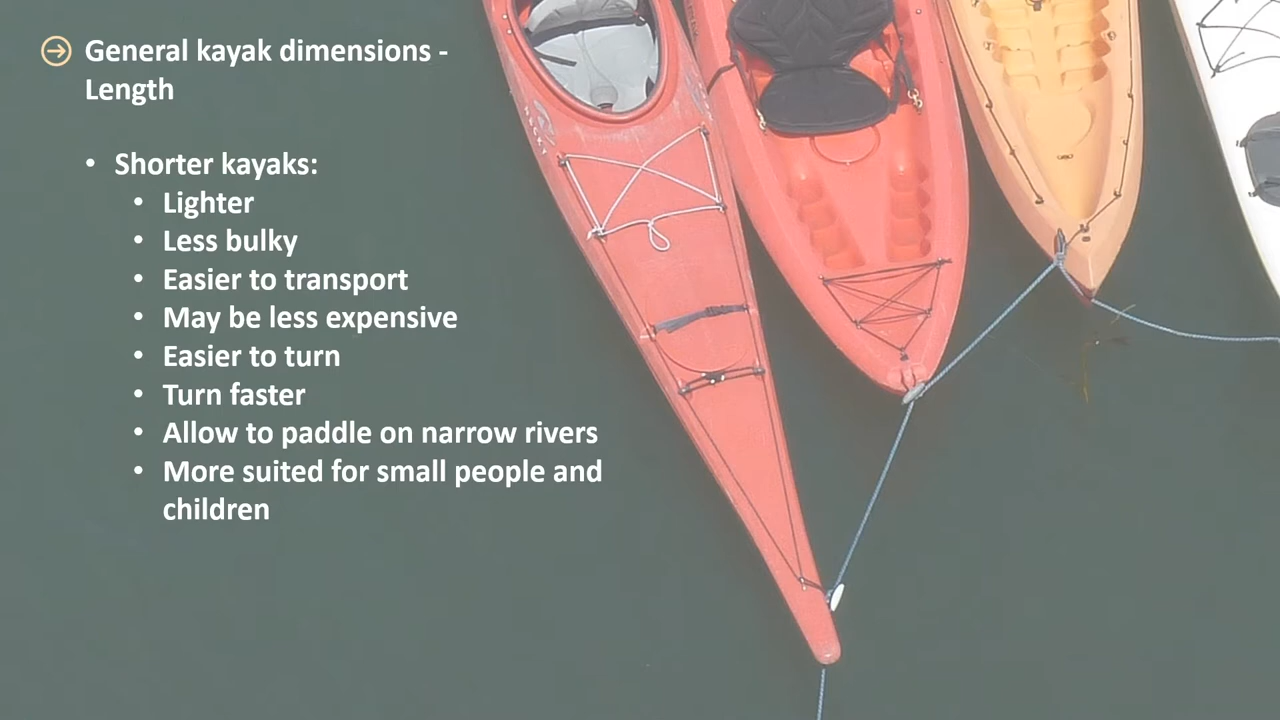 General kayak dimensions -
Length
• Shorter kayaks:
• Lighter
• Less bulky
• Easier to transport
• May be less expensive
• Easier to turn
• Turn faster
• Allow to paddle on narrow rivers
• More suited for small people and
children